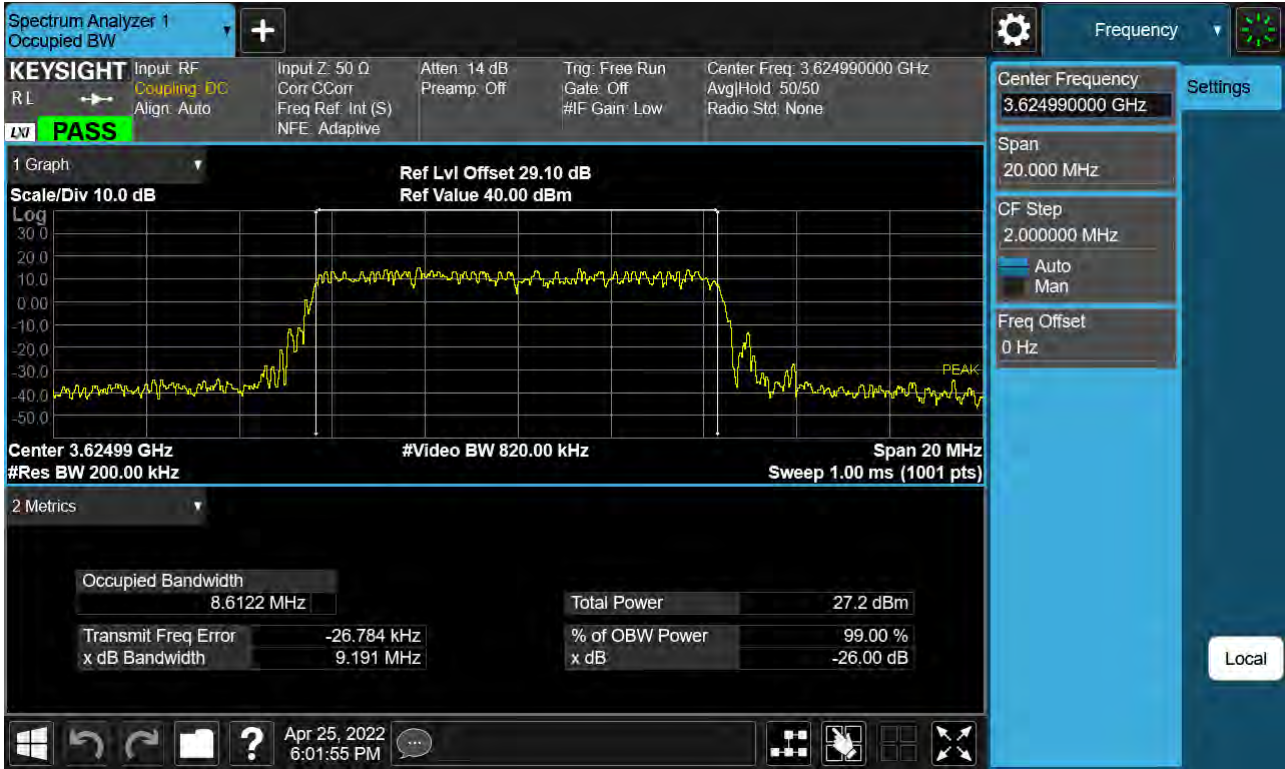 Spectrum Analyzer 1
Occupied BW
Frequency
KEYSIGHT
RL
LXI PASS
Input: RF
Coupling: DC
Align: Auto
Input Z: 50 Ω
Corr CCorr
Freq Ref: Int (S)
NFE: Adaptive
Atten: 14 dB
Preamp: Off
Trig: Free Run
Gate: Off
#IF Gain: Low
Center Freq: 3.624990000 GHz
Avg|Hold: 50/50
Radio Std: None
Center Frequency
3.624990000 GHz
Settings
Span
20.000 MHz
CF Step
2.000000 MHz
Auto
Man
Freq Offset
0 Hz
1 Graph
Scale/Div 10.0 dB
Ref Lvl Offset 29.10 dB
Ref Value 40.00 dBm
Log
30.0
20.0
10.0
0.00
-10.0
-20.0
-30.0
-40.0
-50.0
PEAK
Center 3.62499 GHz
#Video BW 820.00 kHz
Span 20 MHz
#Res BW 200.00 kHz
Sweep 1.00 ms (1001 pts)
2 Metrics
Occupied Bandwidth
8.6122 MHz
Total Power 27.2 dBm
Transmit Freq Error -26.784 kHz
% of OBW Power 99.00 %
x dB Bandwidth 9.191 MHz
x dB -26.00 dB
Local
?
Apr 25, 2022
6:01:55 PM